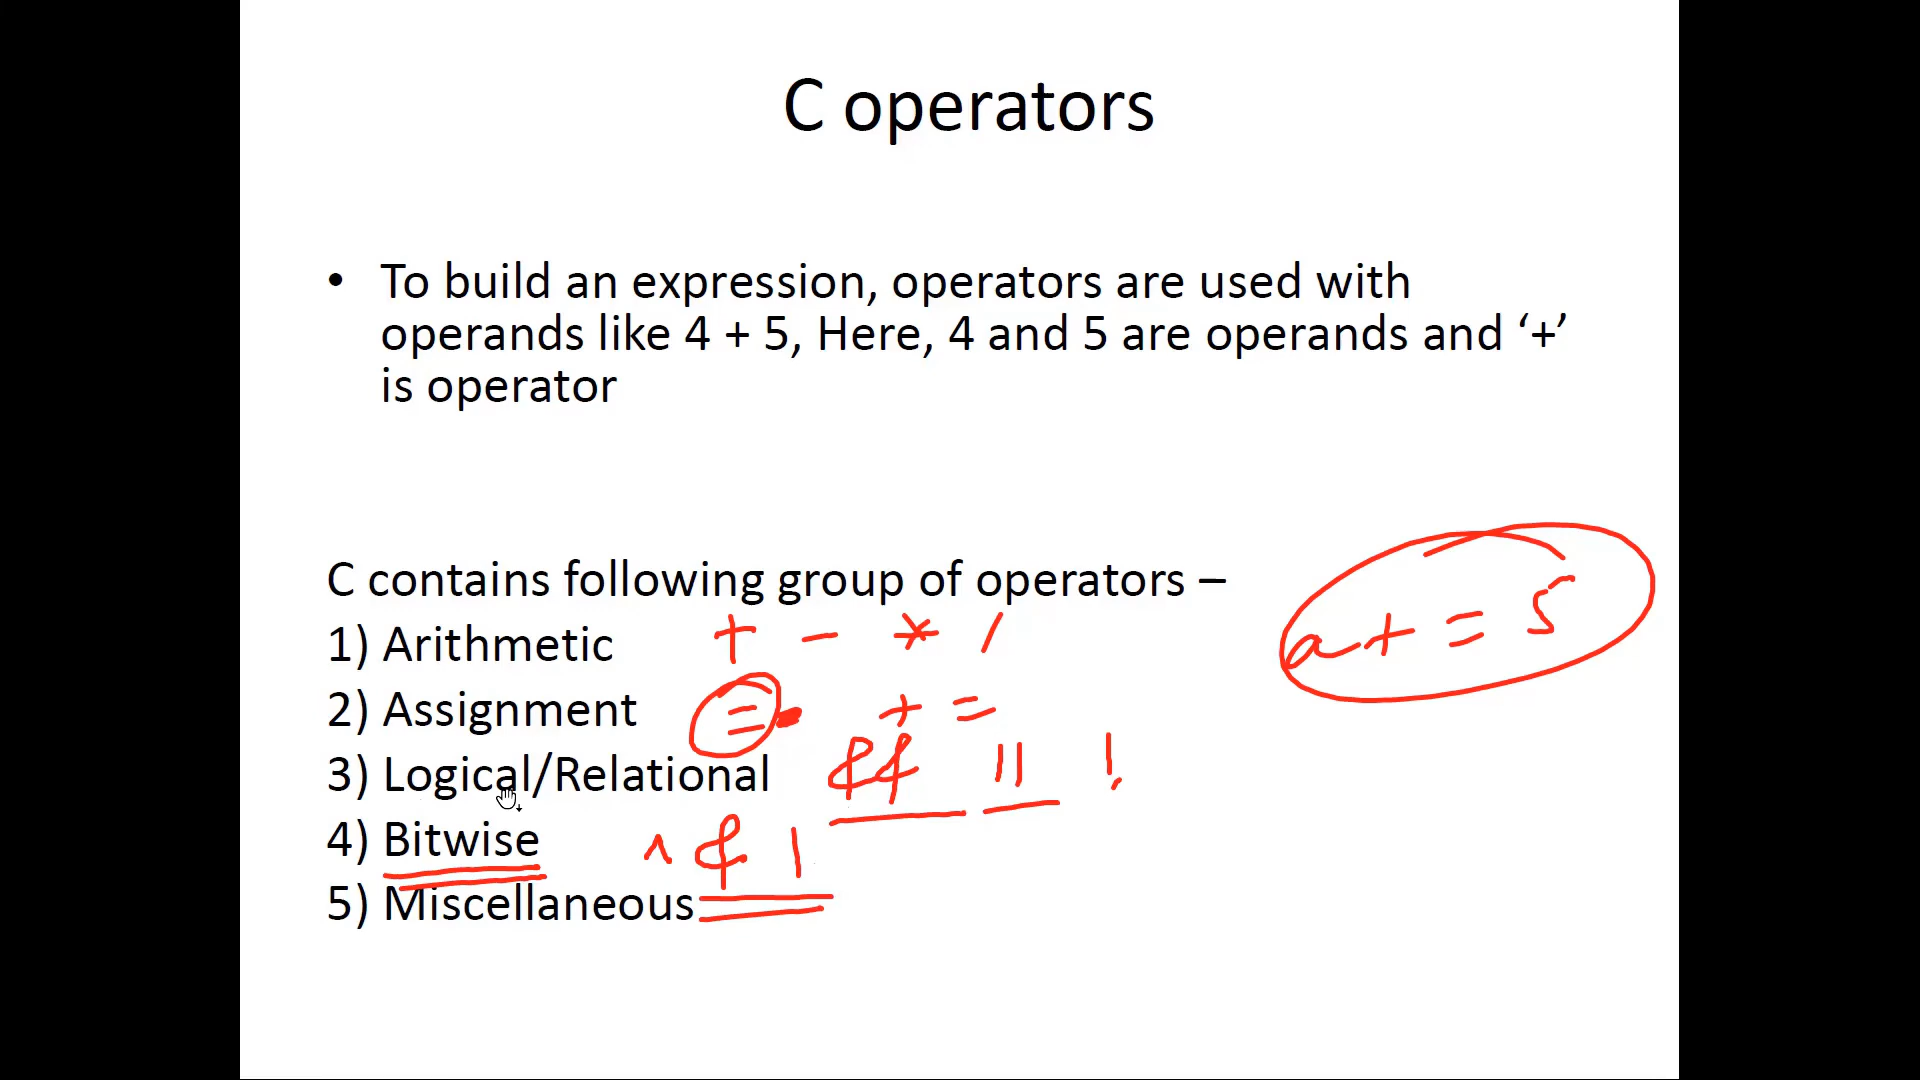 C operators
• To build an expression, operators are used with
operands like 4 + 5, Here, 4 and 5 are operands and ‘+’
is operator
C contains following group of operators –
1) Arithmetic + - * /
a + = 5
2) Assignment = + =
3) Logical/Relational && || !
4) Bitwise ^ & |
5) Miscellaneous